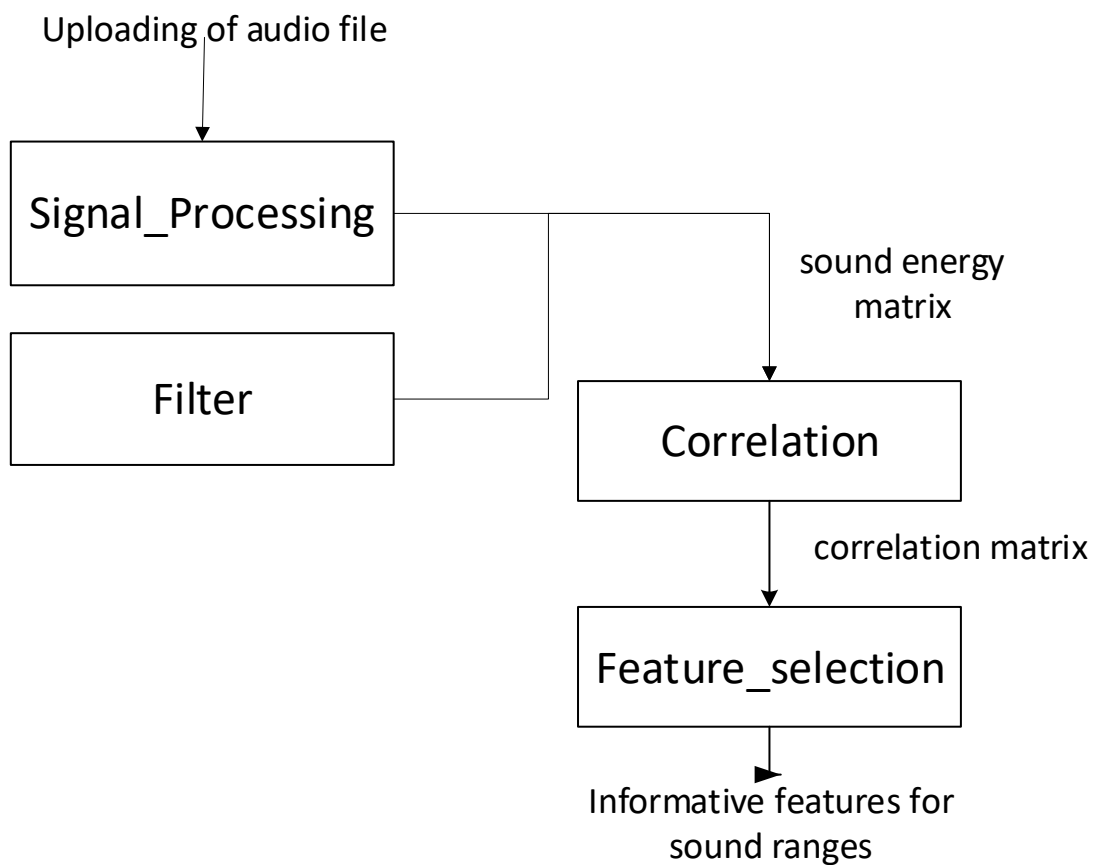 Uploading of audio file
Signal_Processing
sound energy
matrix
Filter
Correlation
correlation matrix
Feature_selection
Informative features for
sound ranges